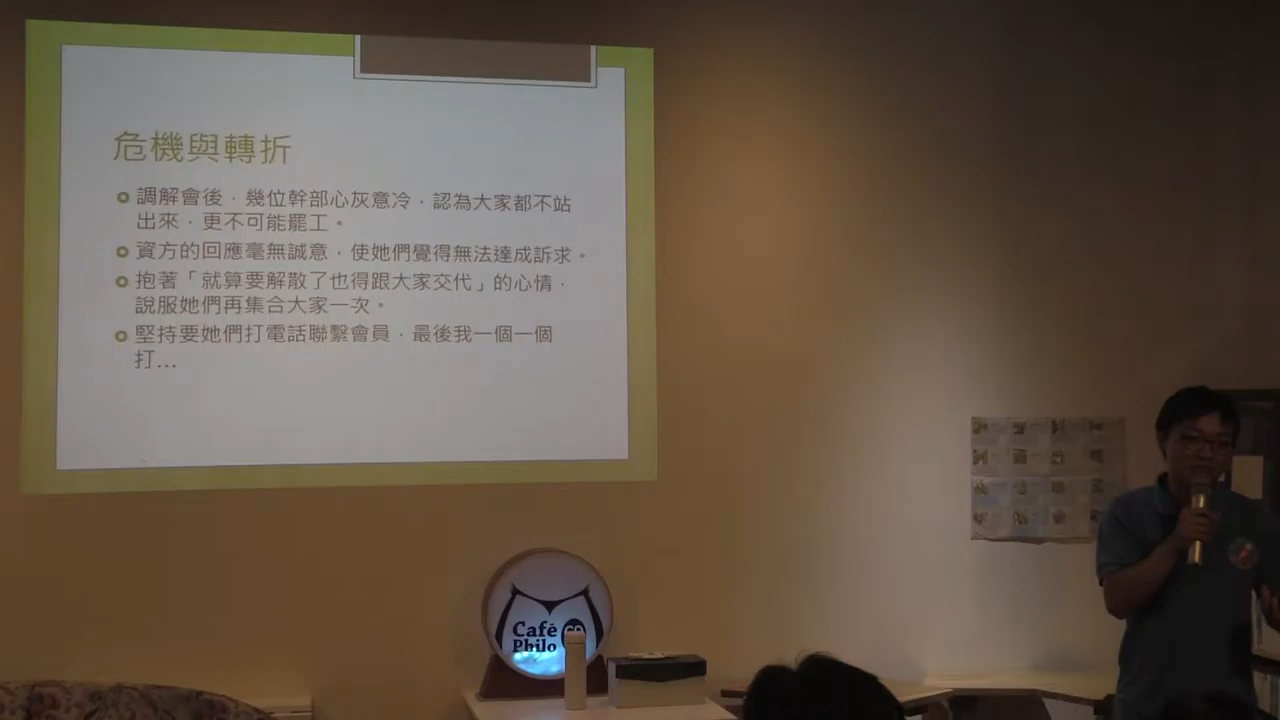 危機與轉折
調解會後，幾位幹部心灰意冷，認為大家都不站
出來，更不可能罷工。
資方的回應毫無誠意，使她們覺得無法達成訴求。
抱著「就算要解散了也得跟大家交代」的心情，
說服她們再集合大家一次。
堅持要她們打電話聯繫會員，最後我一個一個
打…
Café
Philo